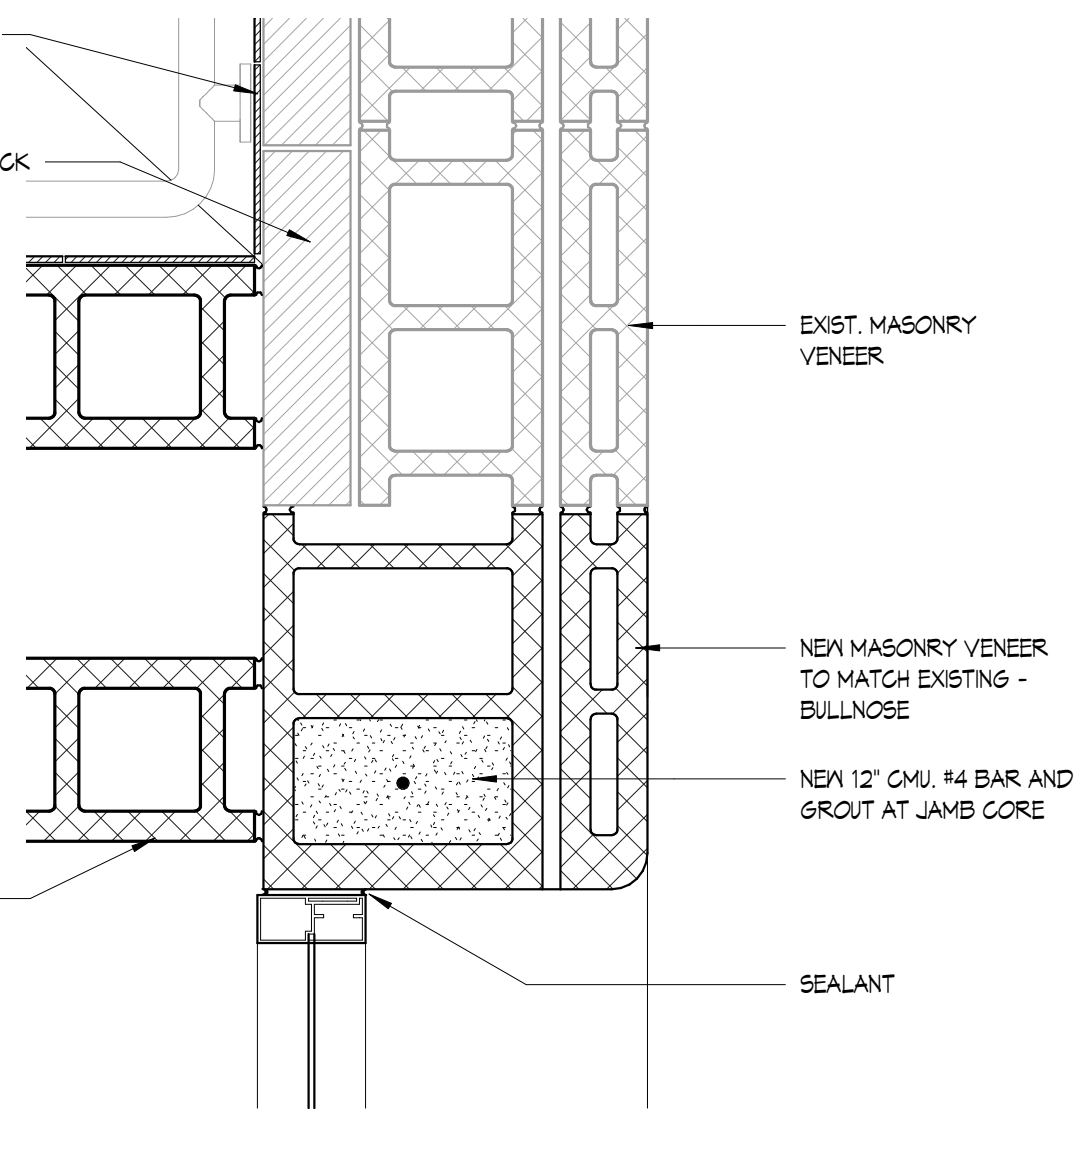 CK
EXIST. MASONRY
VENEER
NEW MASONRY VENEER
TO MATCH EXISTING -
BULLNOSE
NEW 12" CMU. #4 BAR AND
GROUT AT JAMB CORE
SEALANT